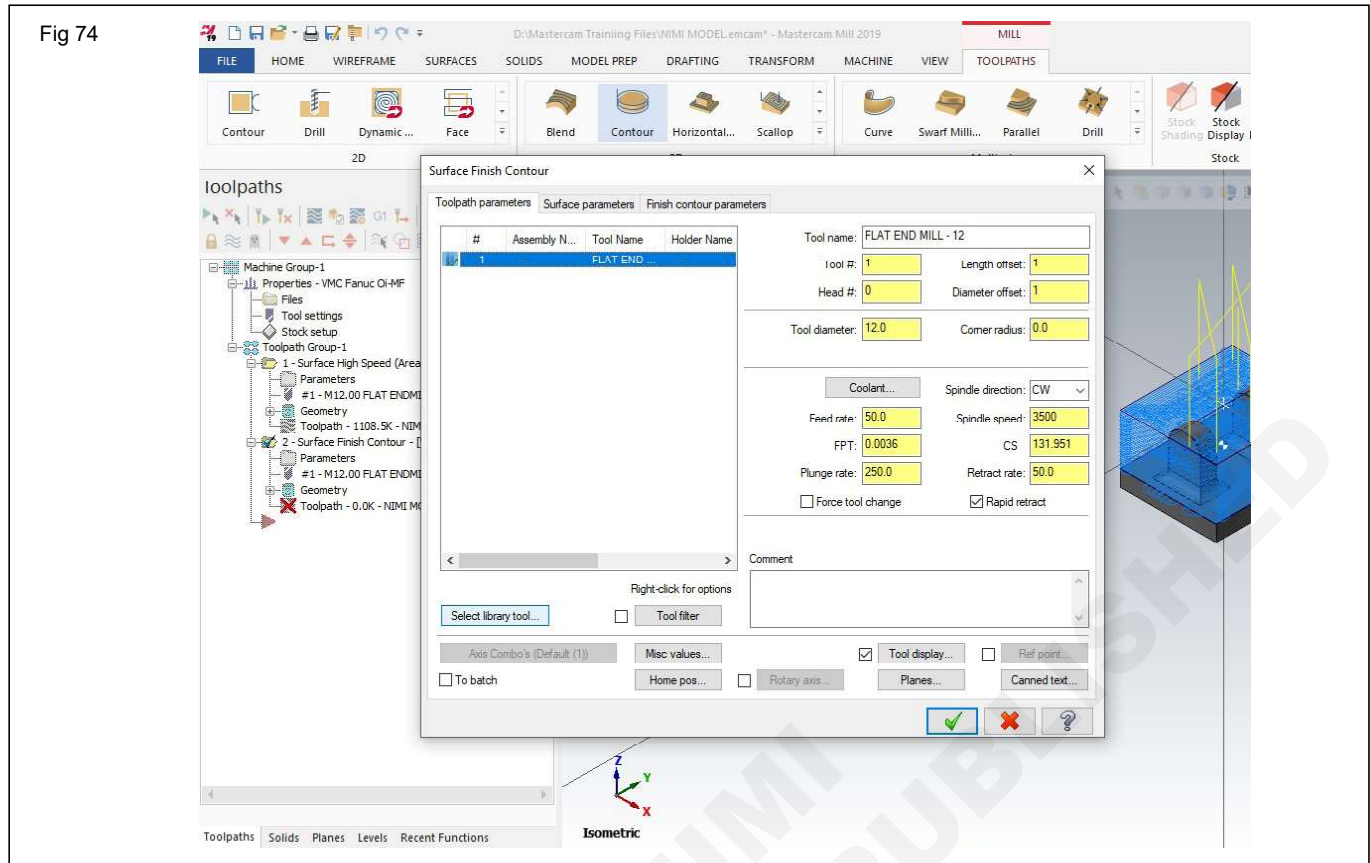 Fig 74
D:\Mastercam Trainiing Files\NIMI MODEL.emcam* - Mastercam Mill 2019
MILL
FILE HOME WIREFRAME SURFACES SOLIDS MODEL PREP DRAFTING TRANSFORM MACHINE VIEW TOOLPATHS
Contour Drill Dynamic ... Face Blend Contour Horizontal... Scallop Curve Swarf Milli... Parallel Drill Stock Shading Stock Display
2D Stock
Surface Finish Contour
Toolpaths
Toolpath parameters Surface parameters Finish contour parameters
G1
# Assembly N... Tool Name Holder Name
1 - FLAT END ... -
Tool name: FLAT END MILL - 12
Tool #: 1 Length offset: 1
Head #: 0 Diameter offset: 1
Tool diameter: 12.0 Corner radius: 0.0
Coolant... Spindle direction: CW
Feed rate: 50.0 Spindle speed: 3500
FPT: 0.0036 CS 131.951
Plunge rate: 250.0 Retract rate: 50.0
Force tool change Rapid retract
Comment
Right-click for options
Select library tool... Tool filter
Axis Combo's (Default (1)) Misc values... Tool display... Ref point...
To batch Home pos... Rotary axis... Planes... Canned text...
Machine Group-1
Properties - VMC Fanuc Oi-MF
Files
Tool settings
Stock setup
Toolpath Group-1
1 - Surface High Speed (Area
Parameters
#1 - M12.00 FLAT ENDMI
Geometry
Toolpath - 1108.5K - NIM
2 - Surface Finish Contour - [
Parameters
#1 - M12.00 FLAT ENDMI
Geometry
Toolpath - 0.0K - NIMI MO
Z
Y
X
Isometric
Toolpaths Solids Planes Levels Recent Functions
NIMI
PUBLISHED